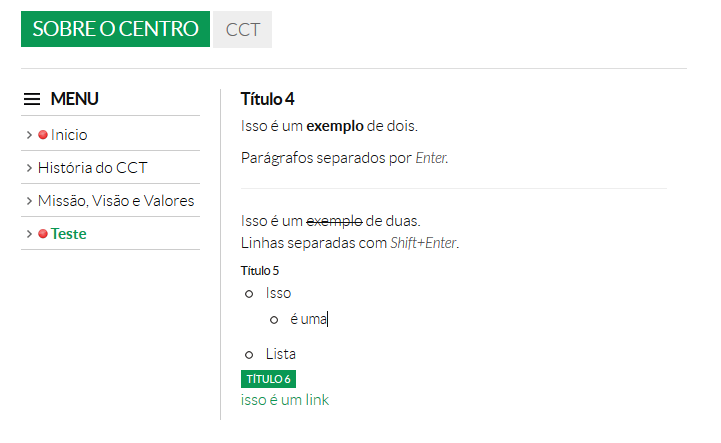 SOBRE O CENTRO CCT
MENU
Inicio
História do CCT
Missão, Visão e Valores
Teste
Título 4
Isso é um exemplo de dois.
Parágrafos separados por Enter.
Isso é um exemplo de duas.
Linhas separadas com Shift+Enter.
Título 5
Isso
é uma
Lista
TÍTULO 6
isso é um link